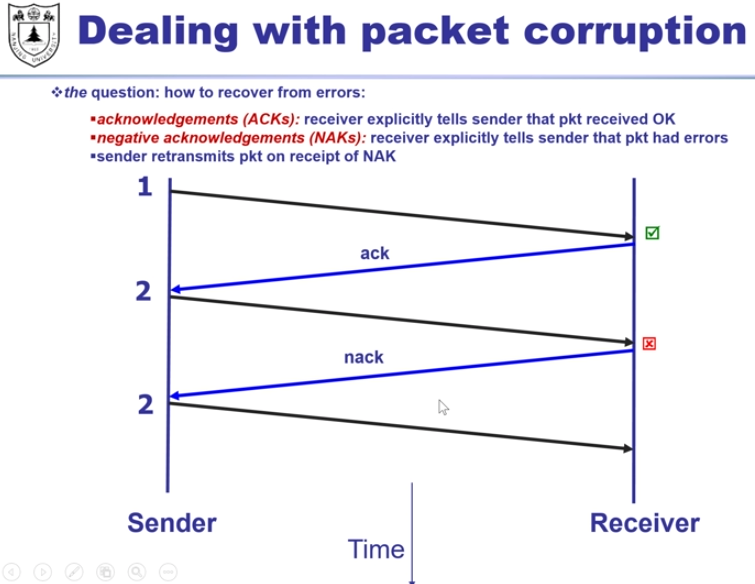 Dealing with packet corruption
❖the question: how to recover from errors:
▪acknowledgements (ACKs): receiver explicitly tells sender that pkt received OK
▪negative acknowledgements (NAKs): receiver explicitly tells sender that pkt had errors
▪sender retransmits pkt on receipt of NAK
1
ack
2
nack
2
Sender
Receiver
Time